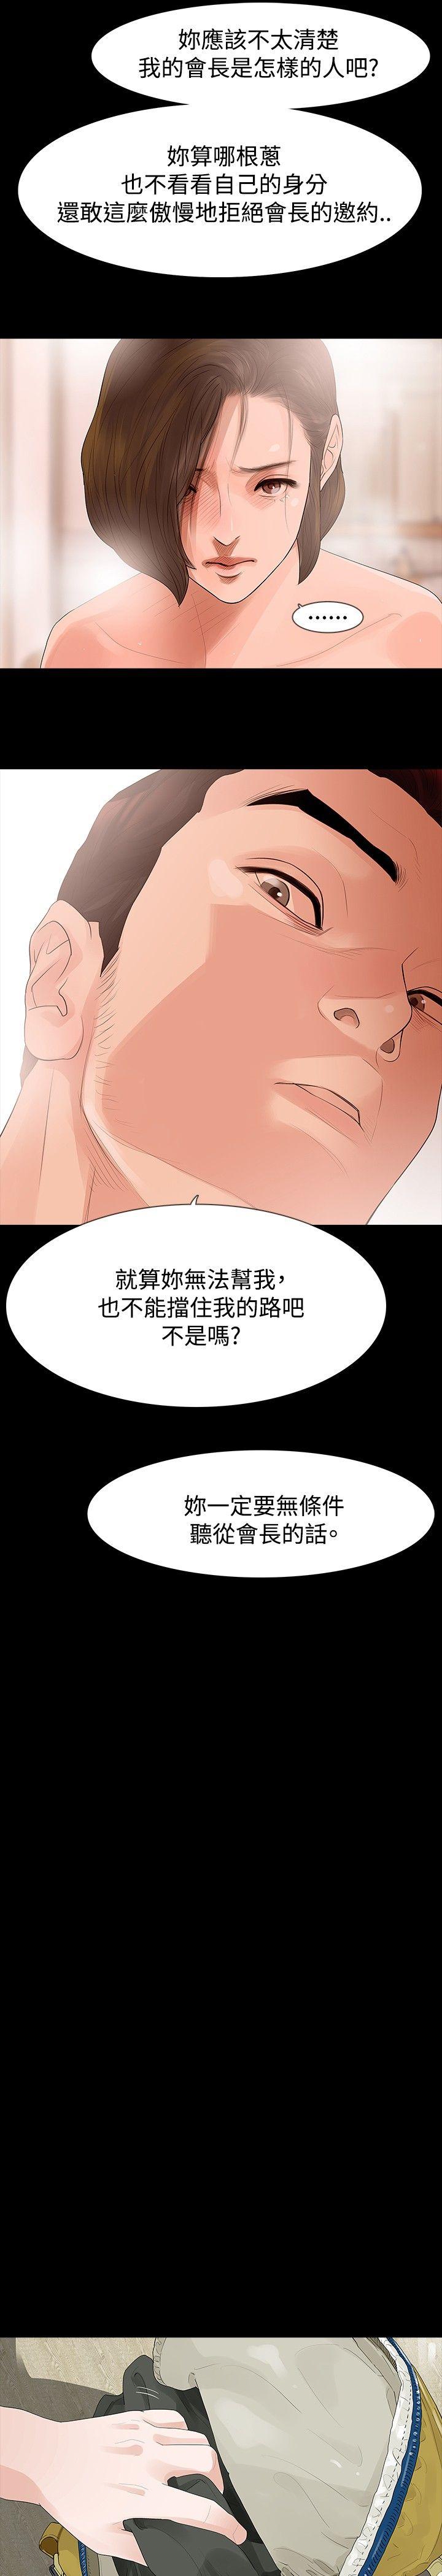 妳應該不太清楚
我的會長是怎樣的人吧?
妳算哪根蔥
也不看看自己的身分
還敢這麼傲慢地拒絕會長的邀約..
••••••
就算妳無法幫我,
也不能擋住我的路吧
不是嗎?
妳一定要無條件
聽從會長的話。